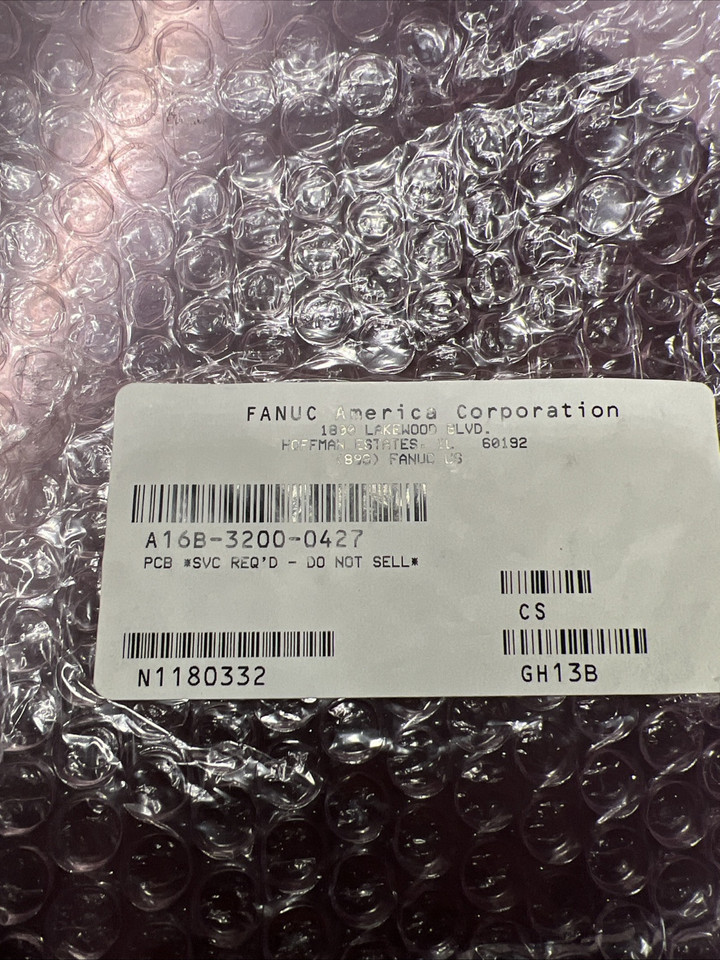 FANUC America Corporation
LAKEWOOD BLVD.
HOFFMAN ESTATES, IL 60192
FANUC US
A16B-3200-0427
PCB *SVC REQ'D - DO NOT SELL*
CS
N1180332
GH13B